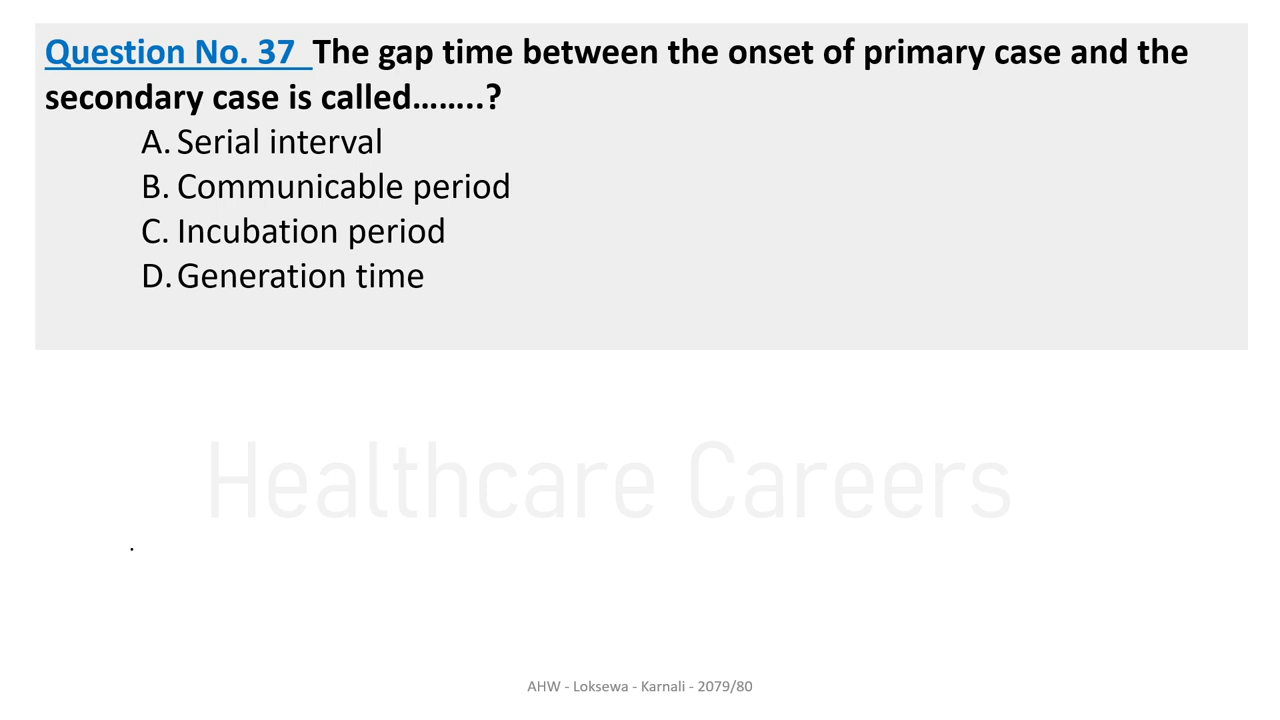 Question No. 37 The gap time between the onset of primary case and the
secondary case is called……..?
A. Serial interval
B. Communicable period
C. Incubation period
D. Generation time
Healthcare Careers
.
AHW - Loksewa - Karnali - 2079/80